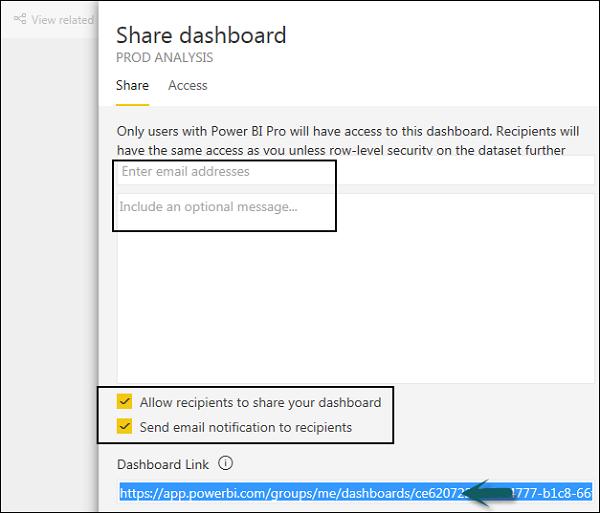 View related
Share dashboard
PROD ANALYSIS
Share Access
Only users with Power BI Pro will have access to this dashboard. Recipients will
have the same access as you unless row-level security on the dataset further
Enter email addresses
Include an optional message...
Allow recipients to share your dashboard
Send email notification to recipients
Dashboard Link
https://app.powerbi.com/groups/me/dashboards/ce62072 777-b1c8-66